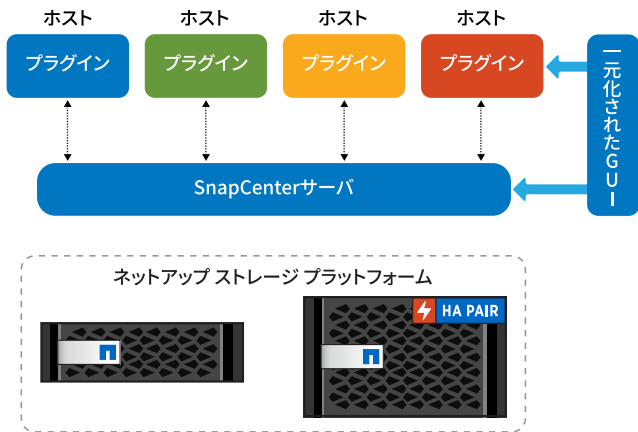 ホスト
ホスト
ホスト
ホスト
プラグイン
プラグイン
プラグイン
プラグイン
一元化されたGUI
SnapCenterサーバ
ネットアップ ストレージ プラットフォーム
HA PAIR